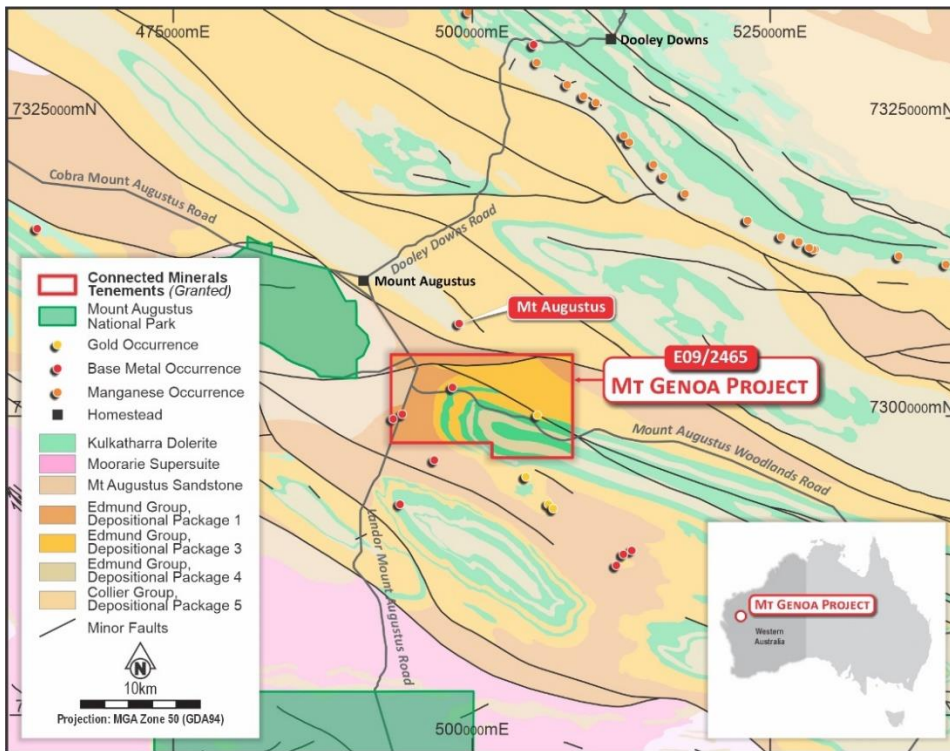 475000mE
500000mE
525000mE
Dooley Downs
7325000mN
7325000mN
Cobra Mount Augustus Road
Dooley Downs Road
Mount Augustus
Mt Augustus
E09/2465
MT GENOA PROJECT
7300000mN
Mount Augustus Woodlands Road
Landor Mount Augustus Road
Connected Minerals
Tenements (Granted)
Mount Augustus
National Park
Gold Occurrence
Base Metal Occurrence
Manganese Occurrence
Homestead
Kulkatharra Dolerite
Moorarie Supersuite
Mt Augustus Sandstone
Edmund Group,
Depositional Package 1
Edmund Group,
Depositional Package 3
Edmund Group,
Depositional Package 4
Collier Group,
Depositional Package 5
Minor Faults
N
10km
Projection: MGA Zone 50 (GDA94)
MT GENOA PROJECT
Western
Australia
500000mE